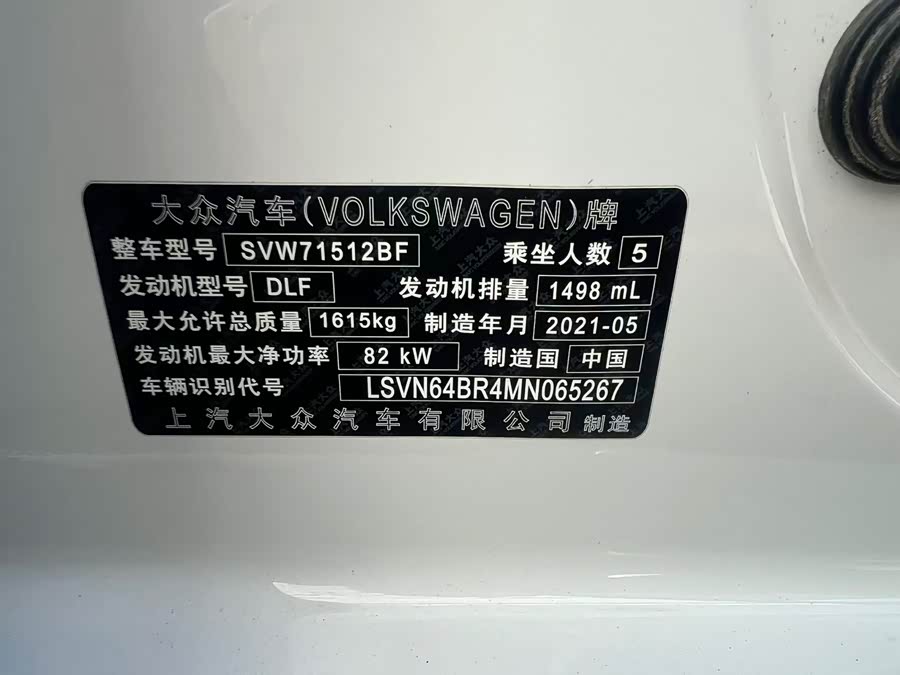 大众汽车(VOLKSWAGEN)牌
整车型号 SVW71512BF 乘坐人数 5
发动机型号 DLF 发动机排量 1498 mL
最大允许总质量 1615kg 制造年月 2021-05
发动机最大净功率 82 kW 制造国 中国
车辆识别代号 LSVN64BR4MN065267
上汽大众汽车有限公司 制造